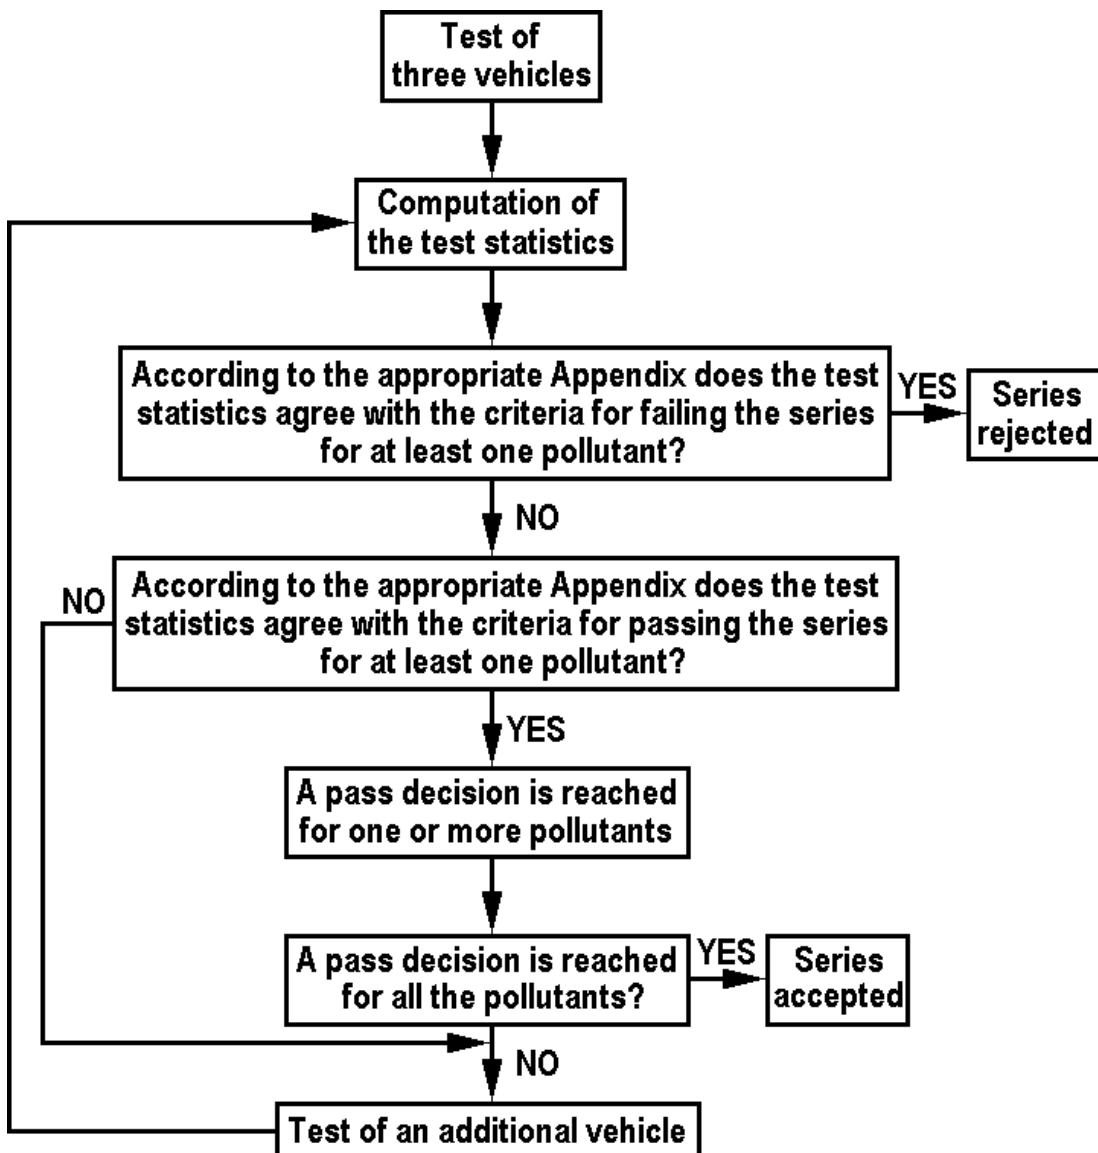 Test of
three vehicles
Computation of
the test statistics
According to the appropriate Appendix does the test
statistics agree with the criteria for failing the series
for at least one pollutant?
YES
Series
rejected
NO
According to the appropriate Appendix does the test
statistics agree with the criteria for passing the series
for at least one pollutant?
NO
YES
A pass decision is reached
for one or more pollutants
A pass decision is reached
for all the pollutants?
YES
Series
accepted
NO
Test of an additional vehicle